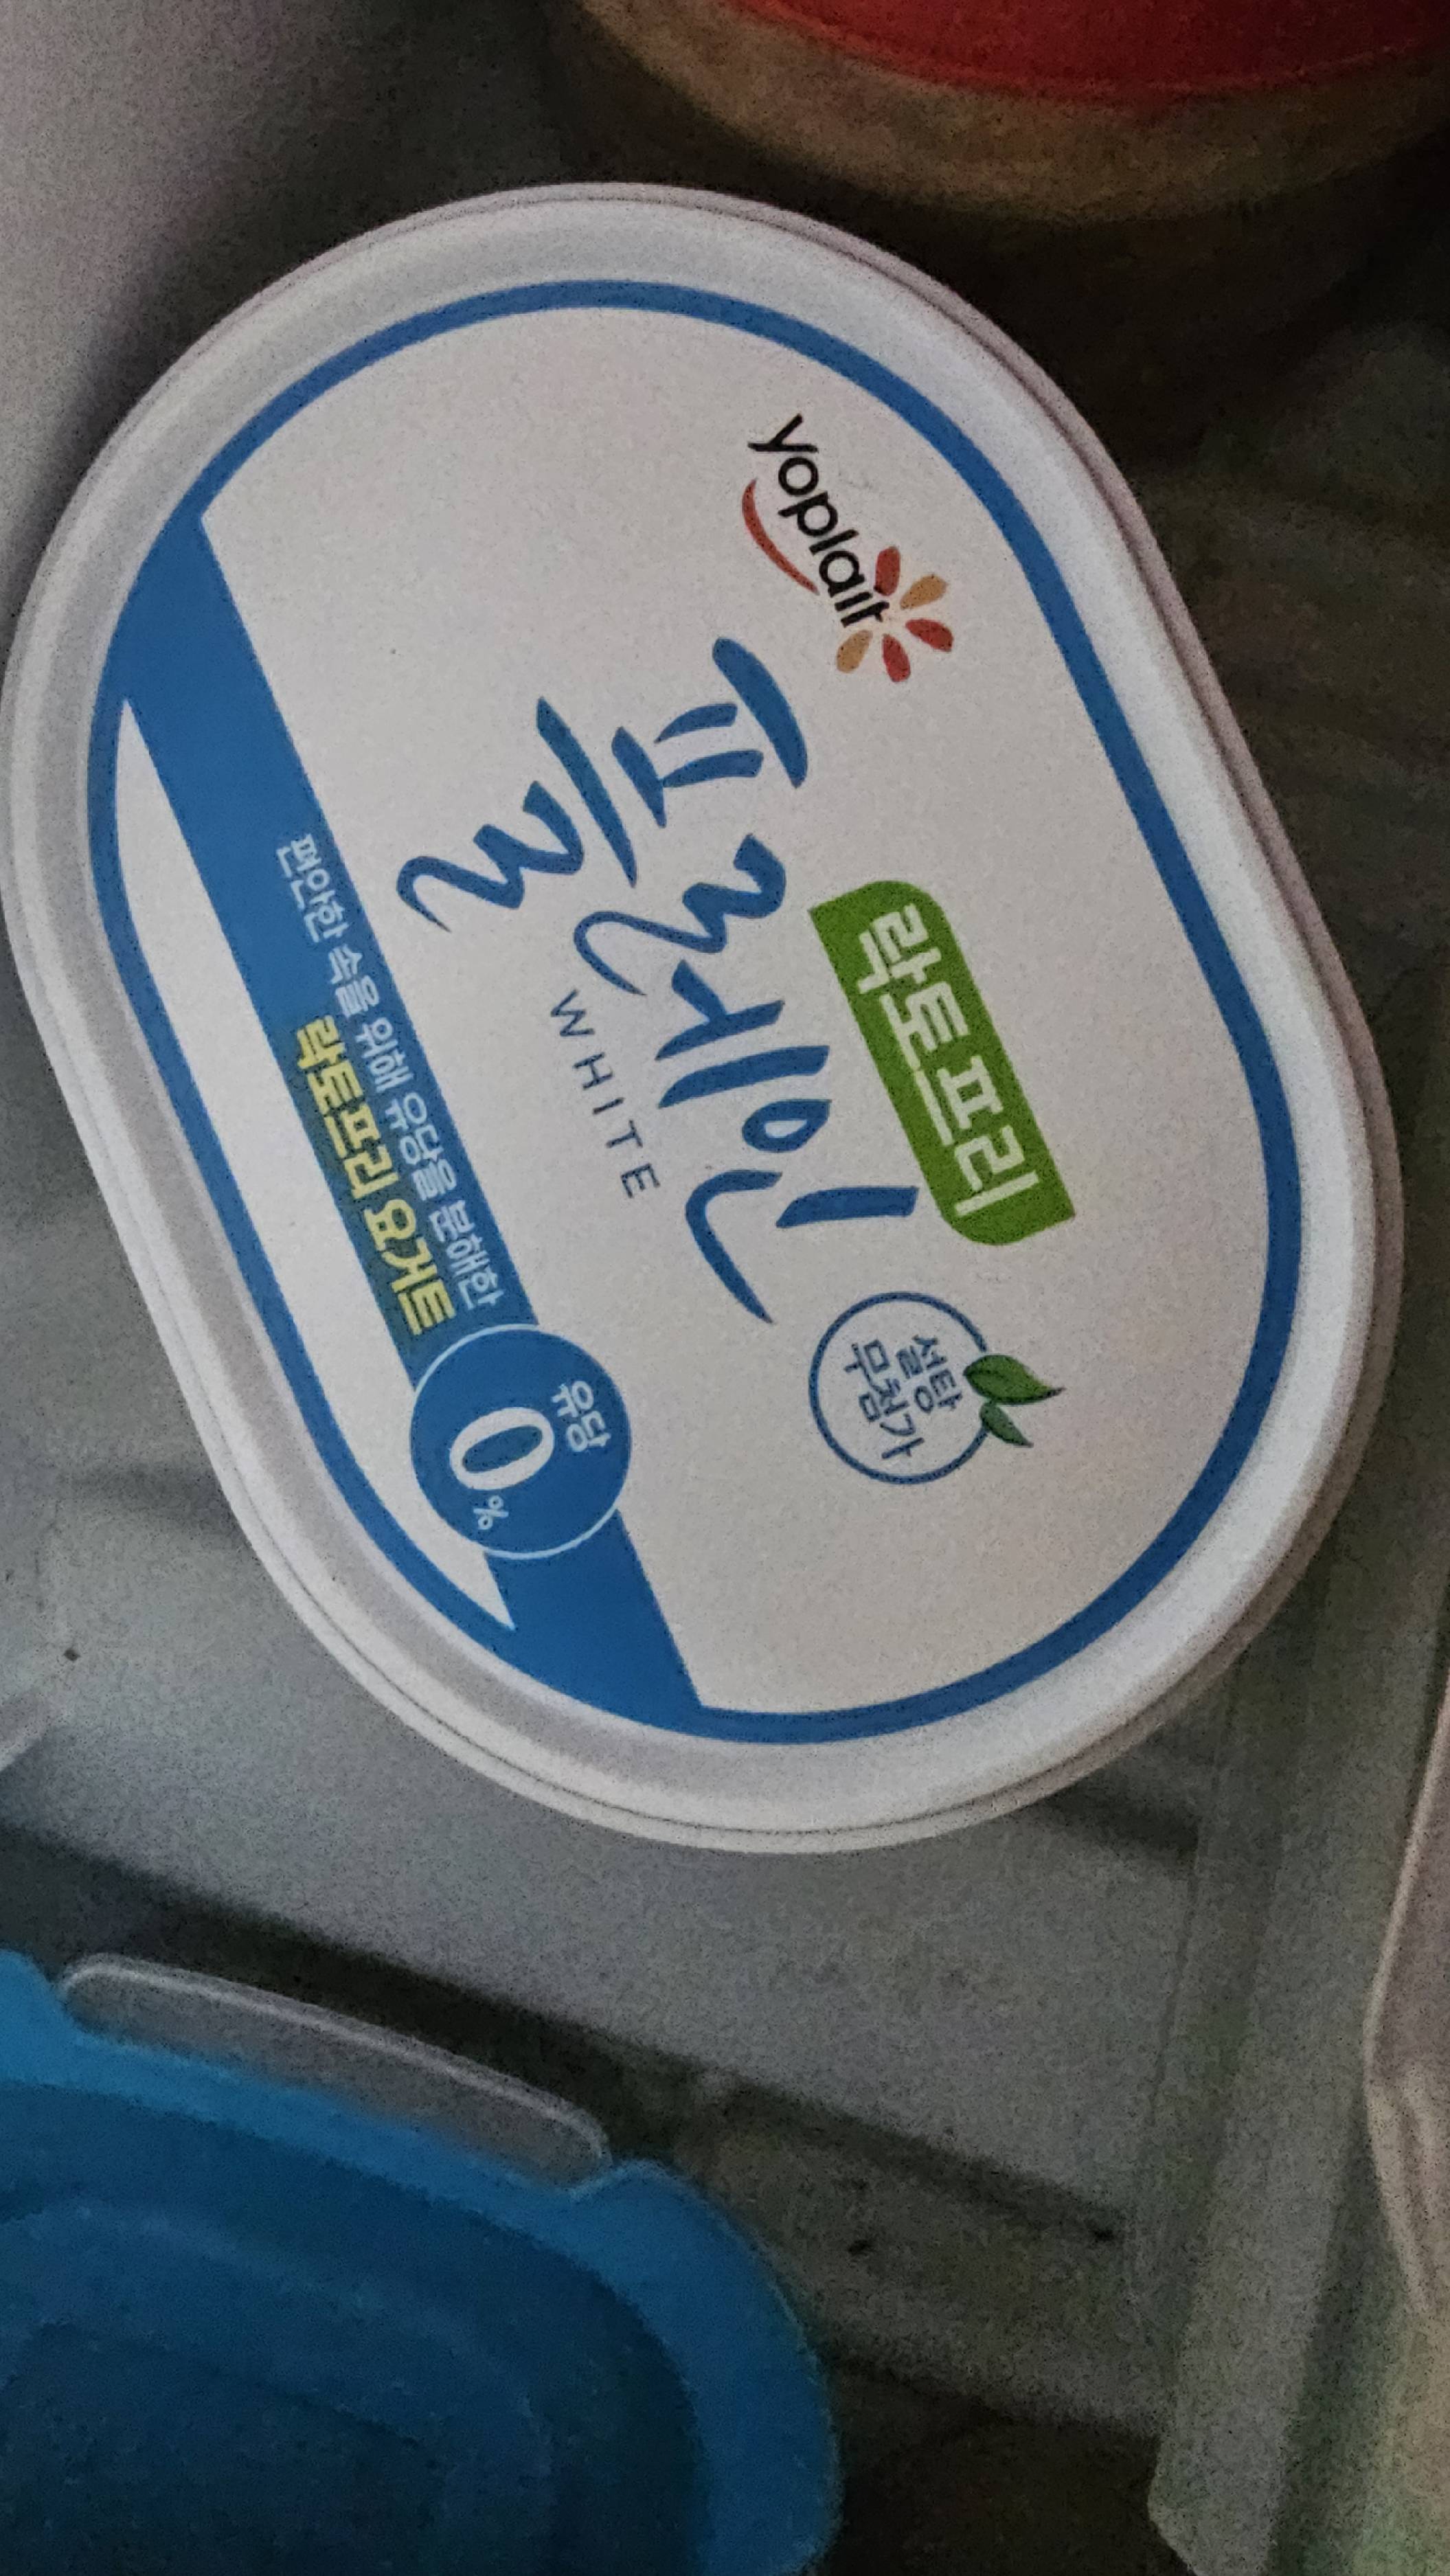 yoplait
락토프리
플레인
WHITE
설탕
무첨가
편안한 속을 위해 유당을 분해한
락토프리 요거트
유당
0%